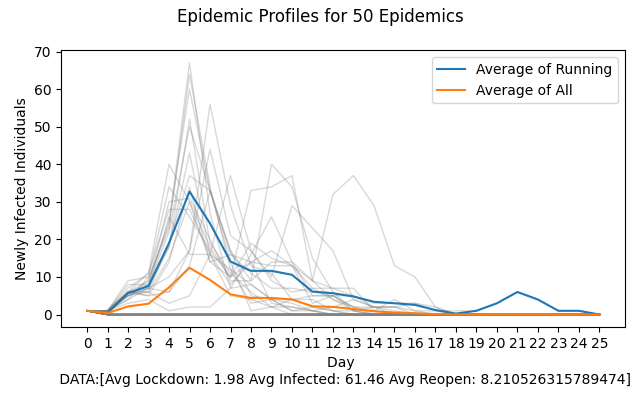 Epidemic Profiles for 50 Epidemics
Newly Infected Individuals
70
60
50
40
30
20
10
0
Average of Running
Average of All
0 1 2 3 4 5 6 7 8 9 10 11 12 13 14 15 16 17 18 19 20 21 22 23 24 25
Day
DATA:[Avg Lockdown: 1.98 Avg Infected: 61.46 Avg Reopen: 8.210526315789474]